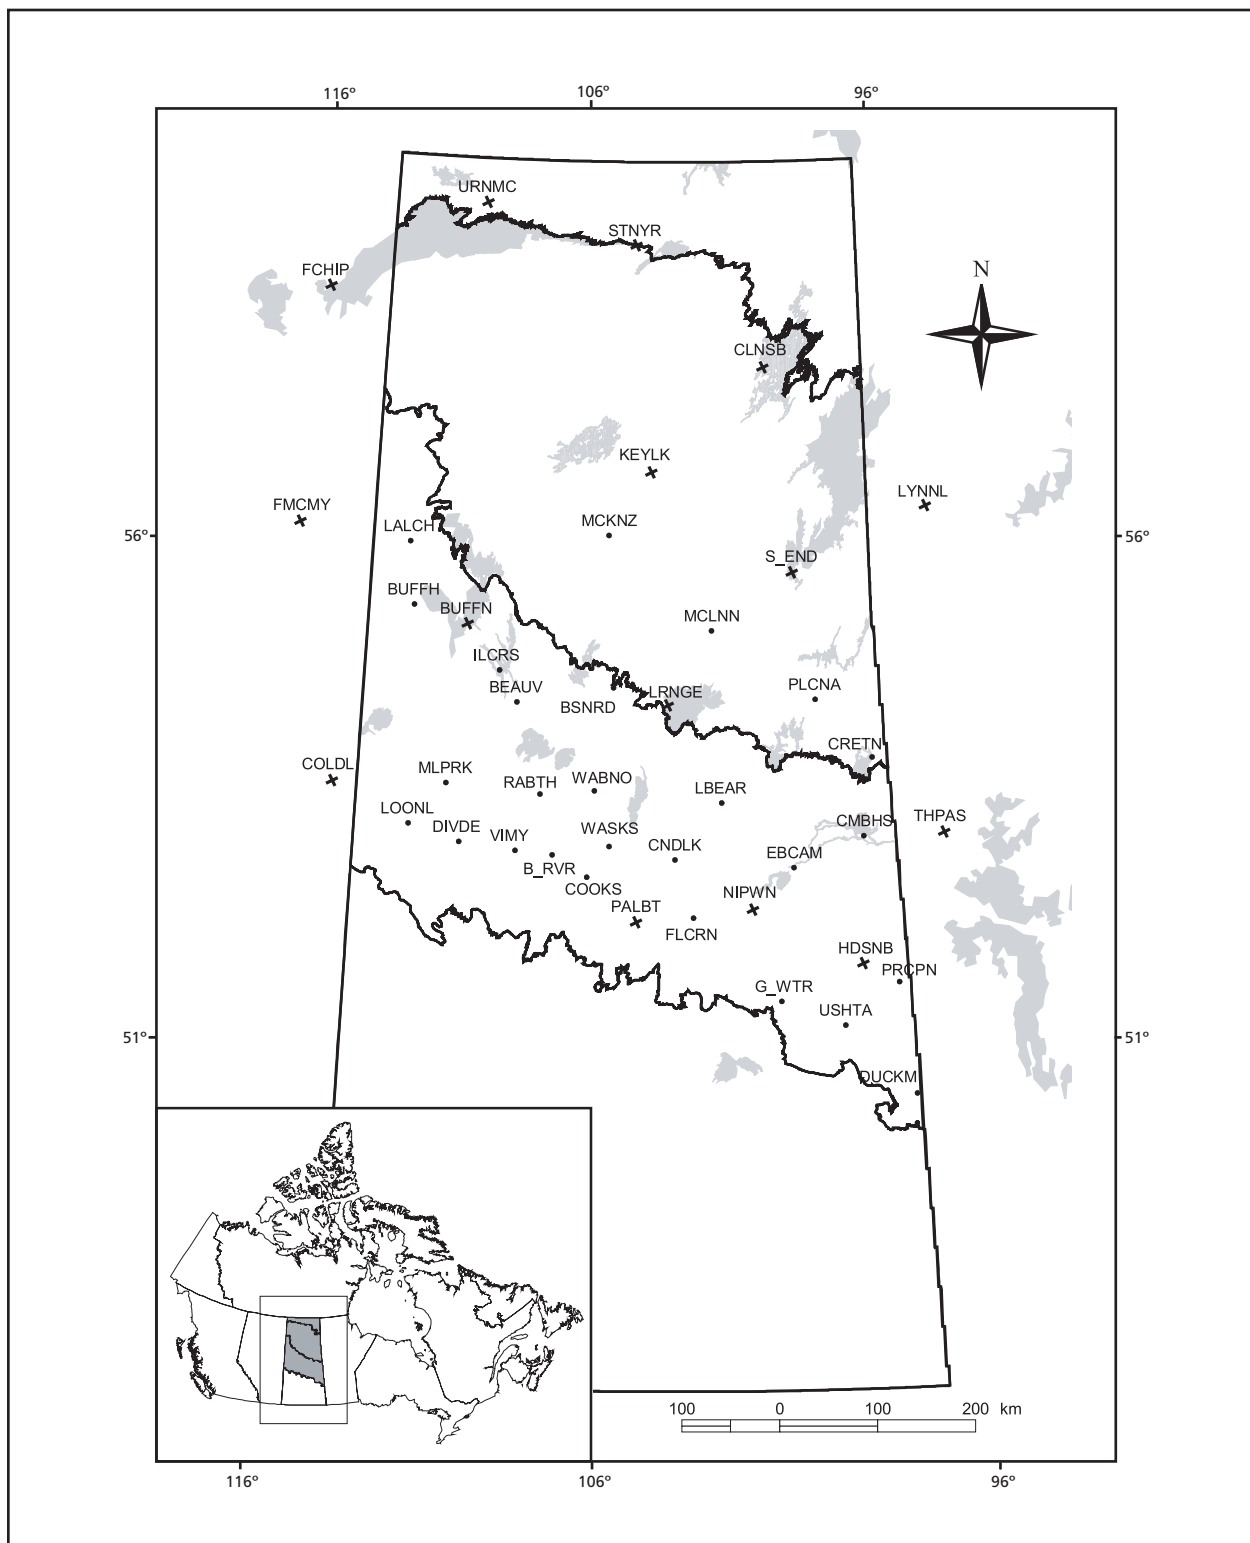 116° 106° 96°
URNMC
STNYR
FCHIP
N
CLNSB
KEYLK
LYNNL
FMCMY
MCKNZ
LALCH
56° 56°
S_END
BUFFH
BUFFN
MCLNN
ILCRS
BEAUV
PLCNA
LRNGE
BSNRD
CRETN
COLDL
MLPRK
RABTH
WABNO
LBEAR
LOONL
THPAS
CMBHS
DIVDE
VIMY
WASKS
CNDLK
EBCAM
B_RVR
COOKS
NIPWN
PALBT
FLCRN
HDSNB
PRCPN
G_WTR
USHTA
51° 51°
DUCKM
100 0 100 200 km
116° 106° 96°